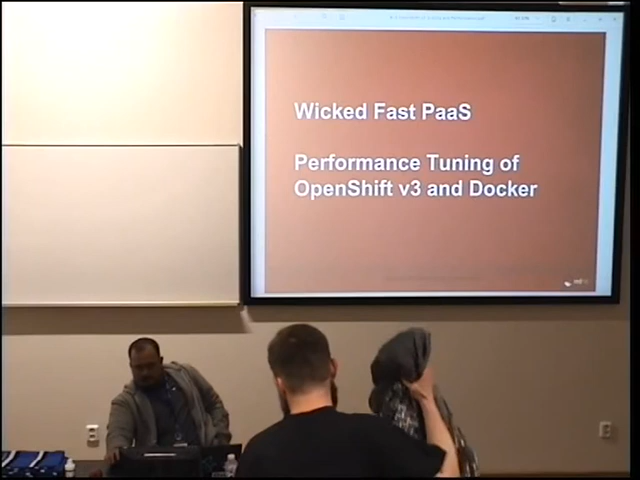 Wicked Fast PaaS
Performance Tuning of
OpenShift v3 and Docker